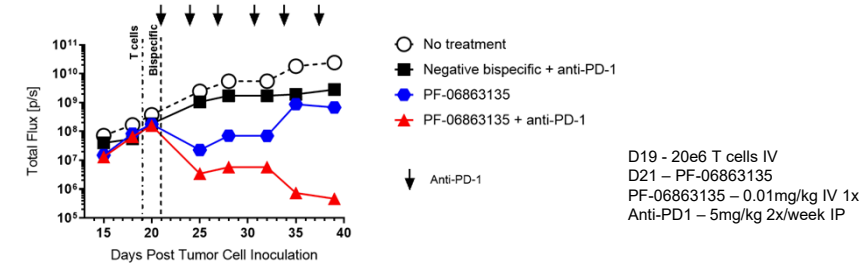 T cells
Bispecific
10¹¹
10¹⁰
10⁹
10⁸
10⁷
10⁶
10⁵
Total Flux [p/s]
15
20
25
30
35
40
Days Post Tumor Cell Inoculation
No treatment
Negative bispecific + anti-PD-1
PF-06863135
PF-06863135 + anti-PD-1
Anti-PD-1
D19 - 20e6 T cells IV
D21 – PF-06863135
PF-06863135 – 0.01mg/kg IV 1x
Anti-PD1 – 5mg/kg 2x/week IP